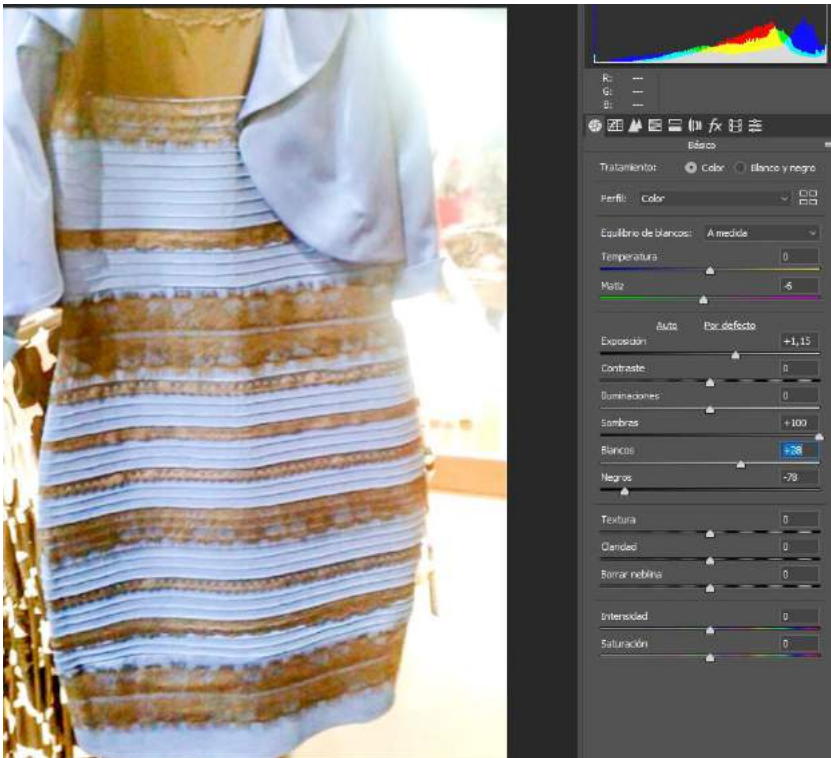 R: ---
G: ---
B: ---
fx
Básico
Tratamiento: Color Blanco y negro
Perfil: Color
Equilibrio de blancos: A medida
Temperatura 0
Matiz -6
Auto Por defecto
Exposición +1,15
Contraste 0
Iluminaciones 0
Sombras +100
Blancos +28
Negros -78
Textura 0
Claridad 0
Borrar neblina 0
Intensidad 0
Saturación 0